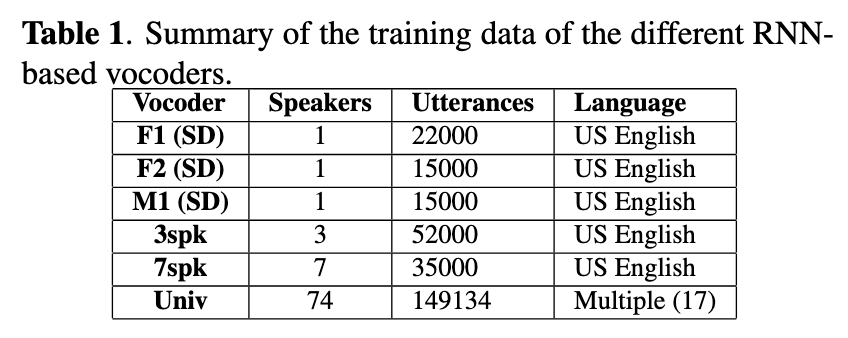 Table 1. Summary of the training data of the different RNN-
based vocoders.
Vocoder Speakers Utterances Language
F1 (SD) 1 22000 US English
F2 (SD) 1 15000 US English
M1 (SD) 1 15000 US English
3spk 3 52000 US English
7spk 7 35000 US English
Univ 74 149134 Multiple (17)